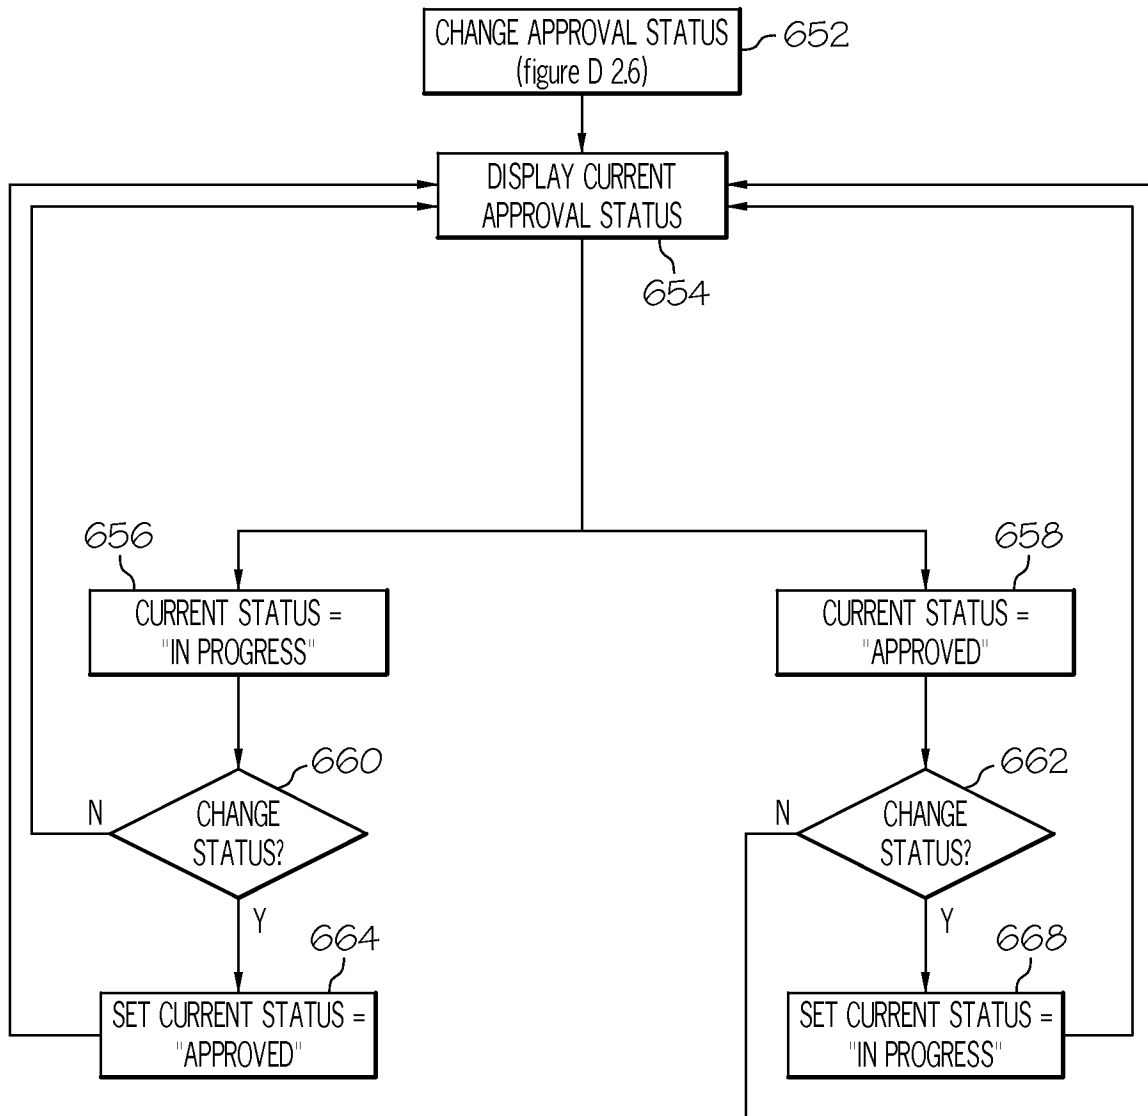 CHANGE APPROVAL STATUS
(figure D 2.6)
652
DISPLAY CURRENT
APPROVAL STATUS
654
656
CURRENT STATUS =
"IN PROGRESS"
658
CURRENT STATUS =
"APPROVED"
660
N
CHANGE
STATUS?
Y
662
N
CHANGE
STATUS?
Y
664
SET CURRENT STATUS =
"APPROVED"
668
SET CURRENT STATUS =
"IN PROGRESS"